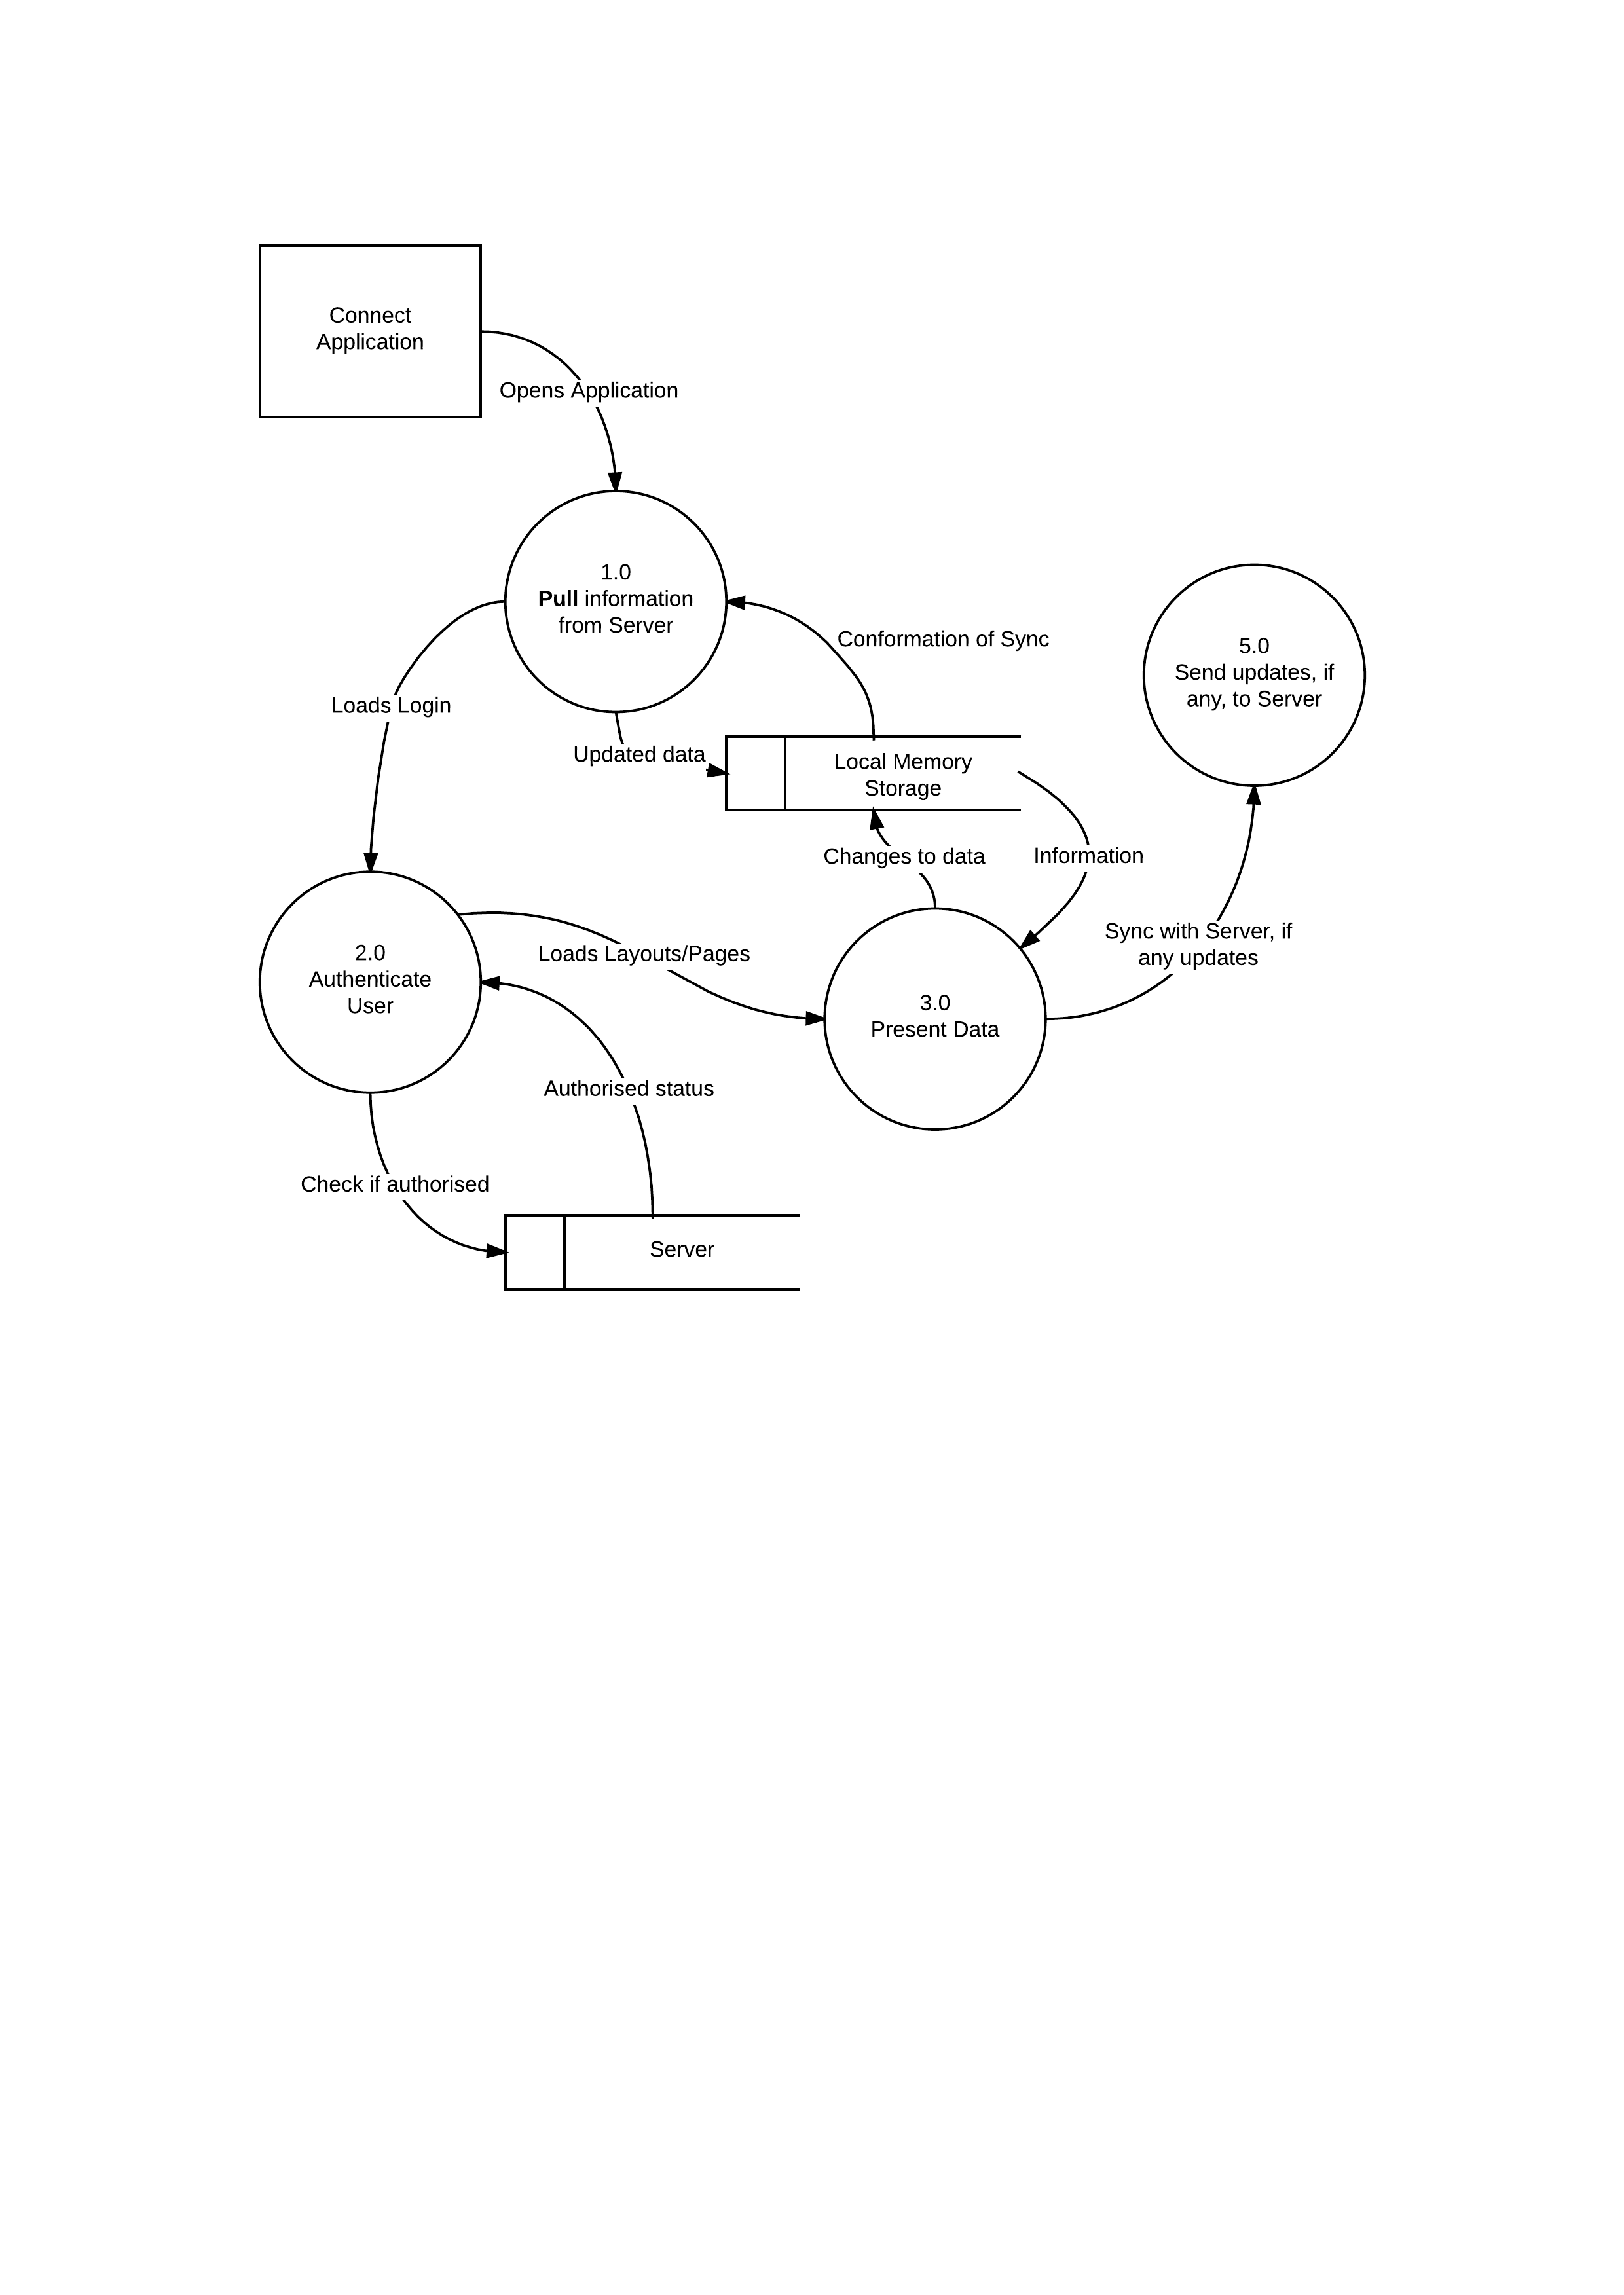 Connect
Application
Opens Application
1.0
Pull information
from Server
Conformation of Sync
5.0
Send updates, if
any, to Server
Loads Login
Updated data
Local Memory
Storage
Changes to data
Information
Sync with Server, if
any updates
2.0
Authenticate
User
Loads Layouts/Pages
3.0
Present Data
Authorised status
Check if authorised
Server